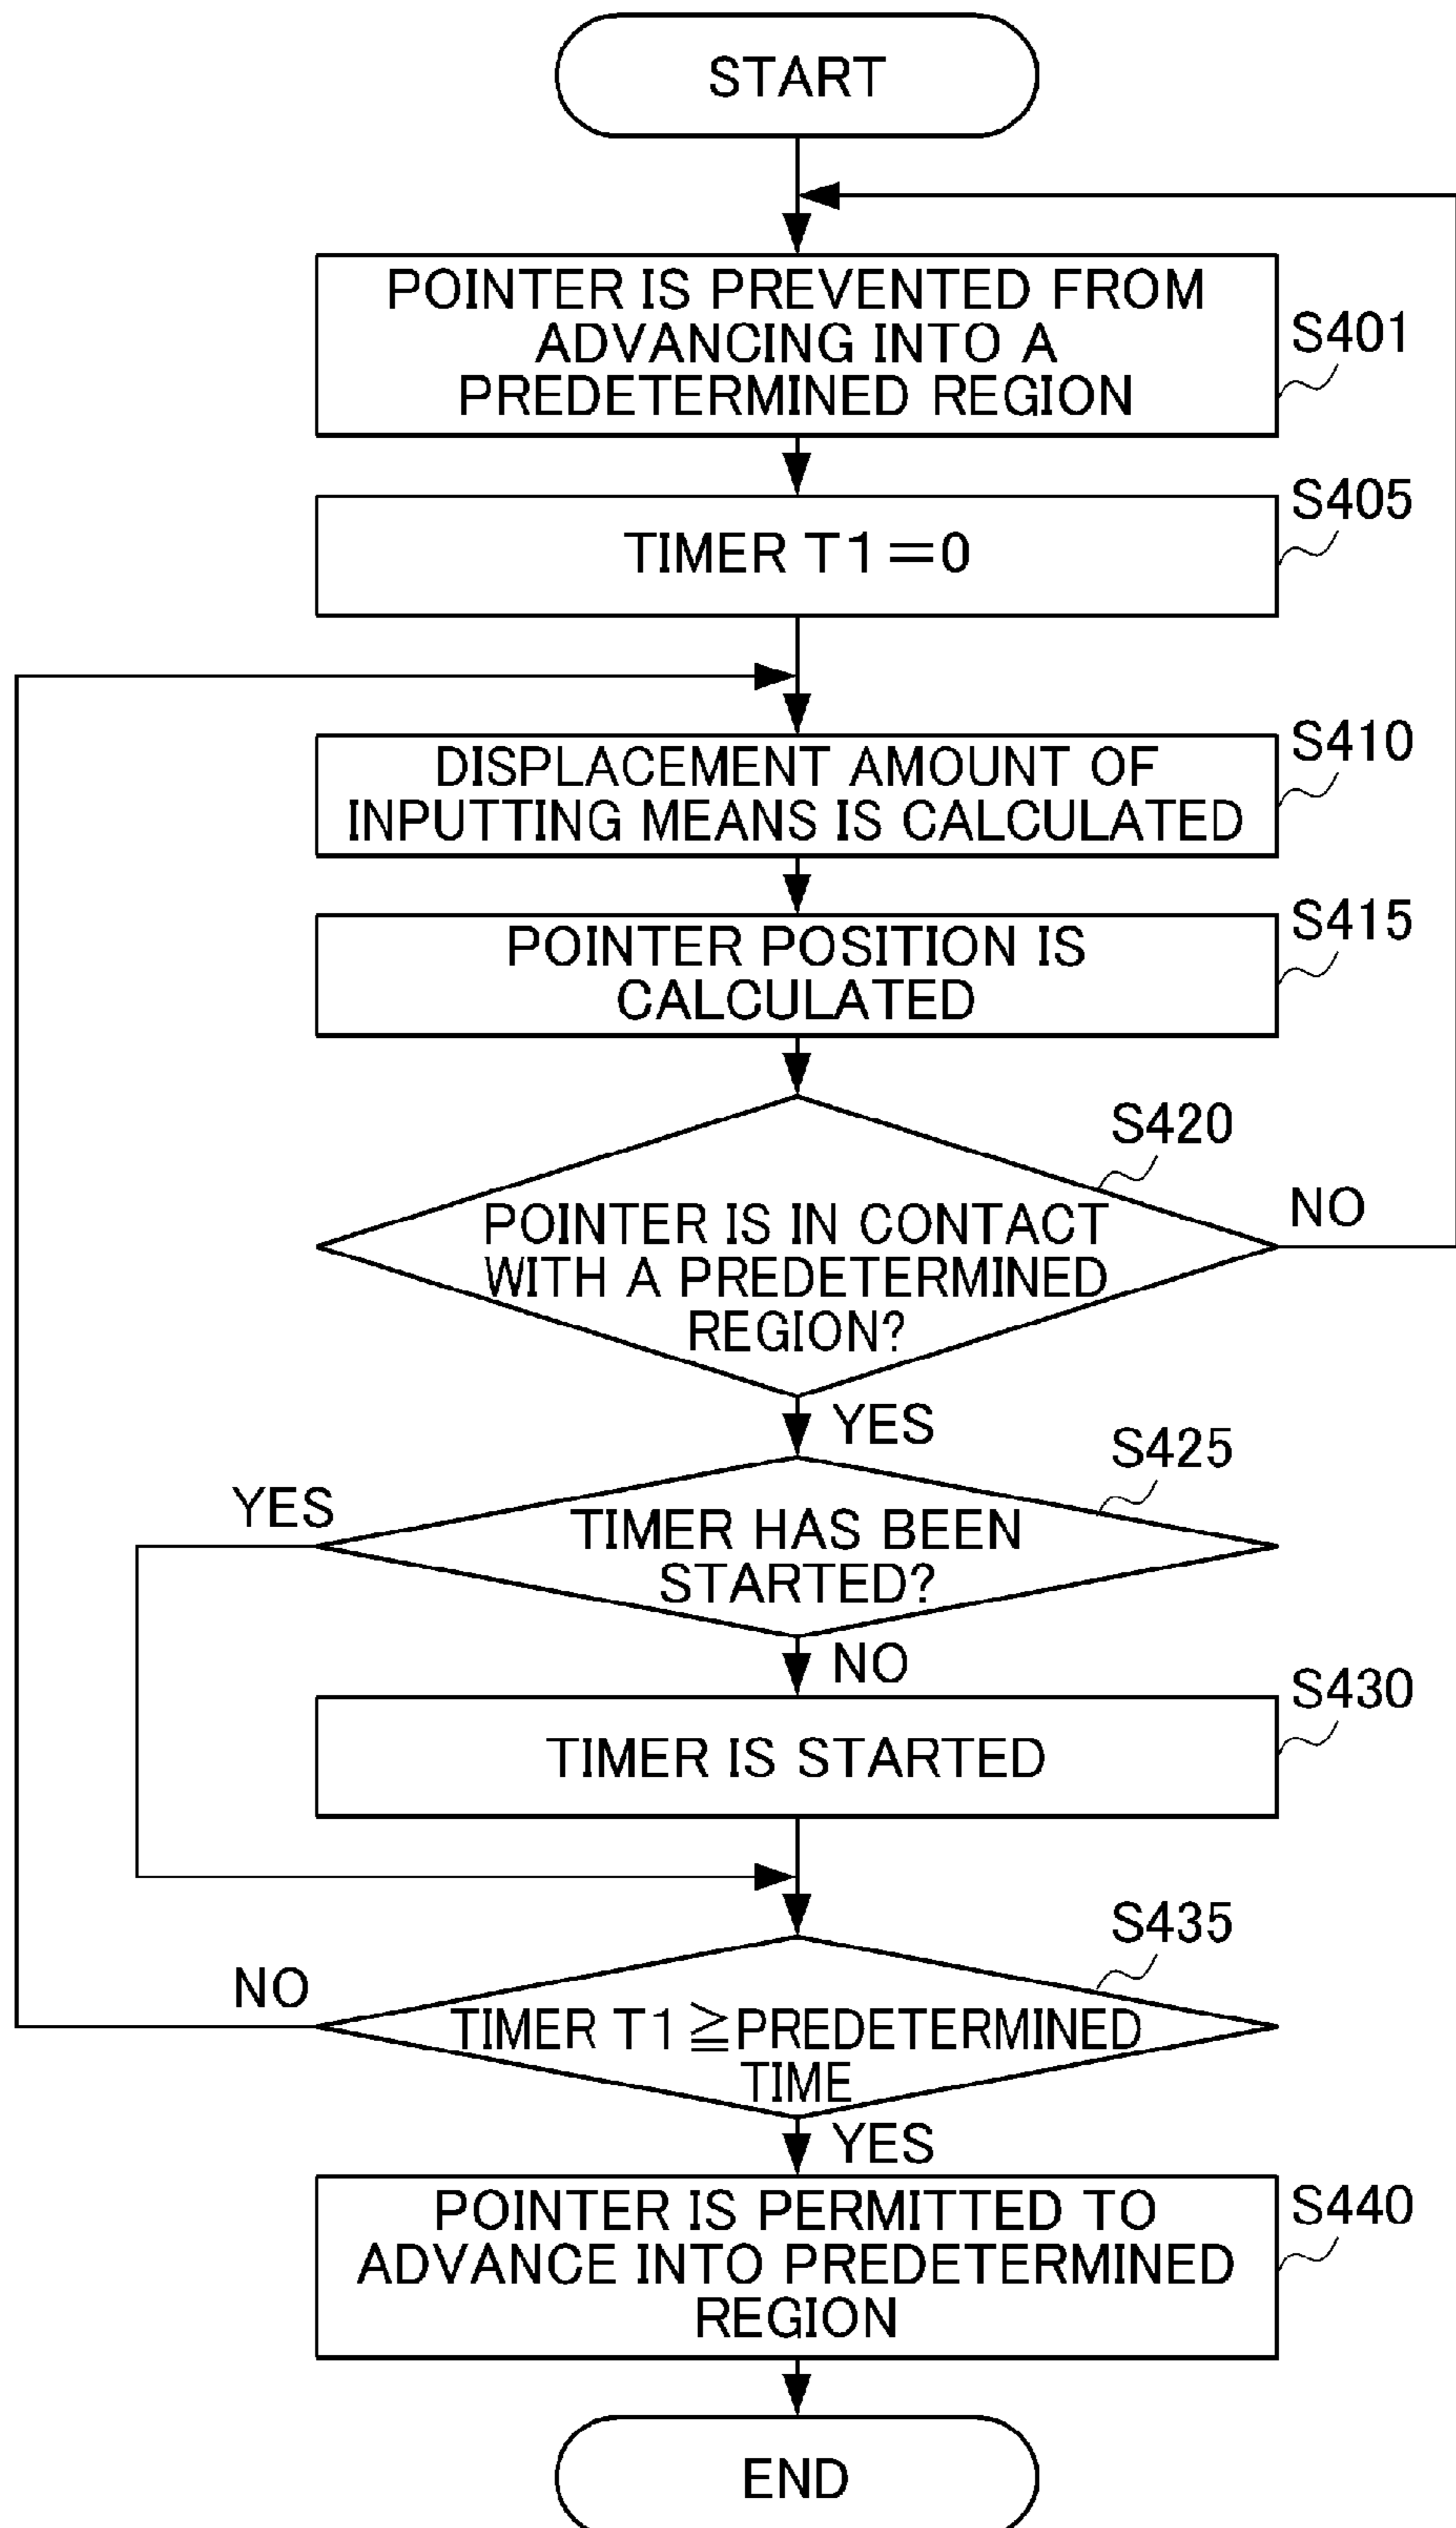 START
POINTER IS PREVENTED FROM
ADVANCING INTO A
PREDETERMINED REGION
S401
S405
TIMER T1=0
S410
DISPLACEMENT AMOUNT OF
INPUTTING MEANS IS CALCULATED
S415
POINTER POSITION IS
CALCULATED
S420
NO
POINTER IS IN CONTACT
WITH A PREDETERMINED
REGION?
YES
S425
YES
TIMER HAS BEEN
STARTED?
NO
S430
TIMER IS STARTED
S435
NO
TIMER T1≧PREDETERMINED
TIME
YES
S440
POINTER IS PERMITTED TO
ADVANCE INTO PREDETERMINED
REGION
END